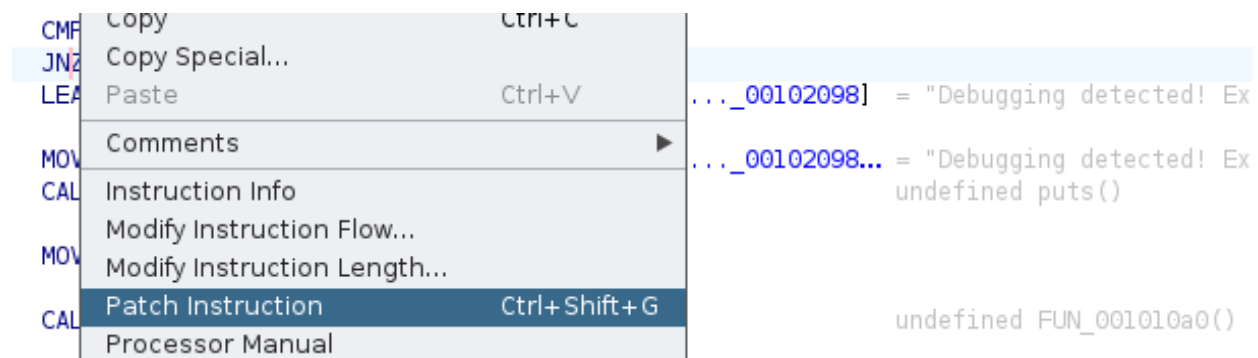 CMP Copy Ctrl+C
JNZ Copy Special...
LEA Paste Ctrl+V ..._00102098] = "Debugging detected! Ex
Comments
MOV ..._00102098... = "Debugging detected! Ex
CAL Instruction Info undefined puts()
Modify Instruction Flow...
MOV
Modify Instruction Length...
Patch Instruction Ctrl+Shift+G
CAL undefined FUN_001010a0()
Processor Manual